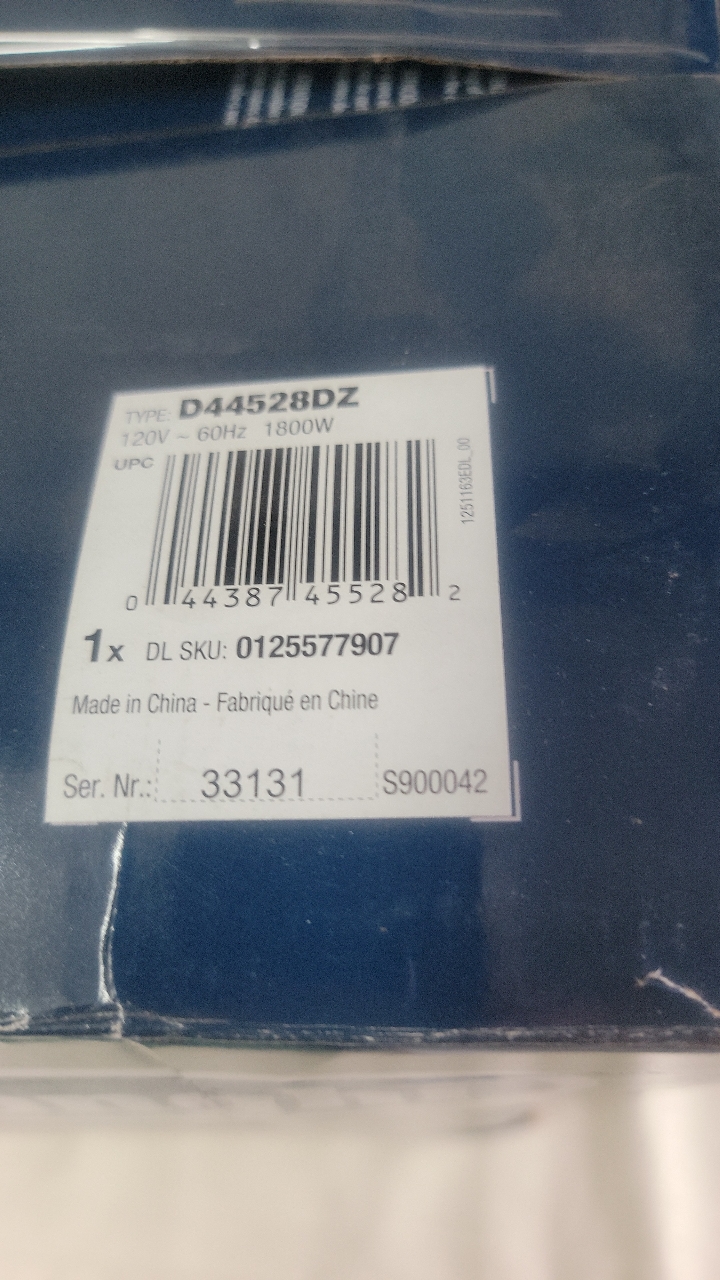 TYPE: D44528DZ
120V ~ 60Hz 1800W
UPC
1251163EDL_00
0 44387 45528 2
1x DL SKU: 0125577907
Made in China - Fabriqué en Chine
Ser. Nr.: 33131 S900042